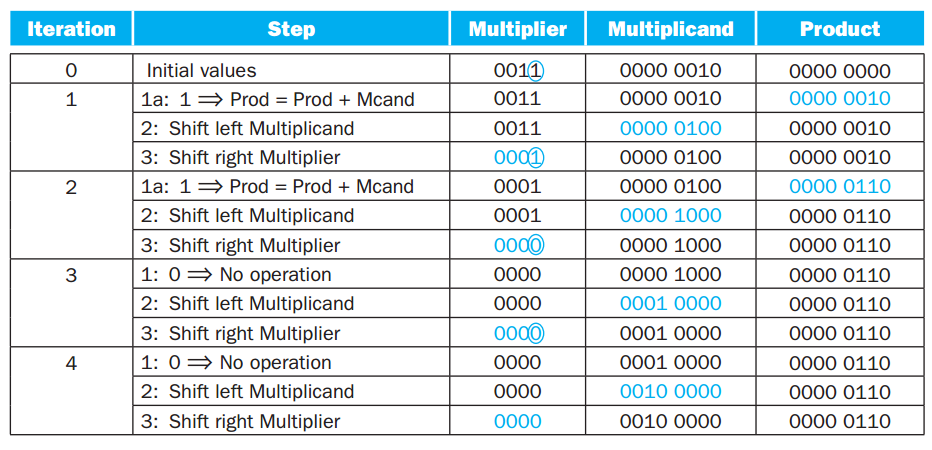 Iteration Step Multiplier Multiplicand Product
0 Initial values 0011 0000 0010 0000 0000
1 1a: 1 ⇒ Prod = Prod + Mcand 0011 0000 0010 0000 0010
2: Shift left Multiplicand 0011 0000 0100 0000 0010
3: Shift right Multiplier 0001 0000 0100 0000 0010
2 1a: 1 ⇒ Prod = Prod + Mcand 0001 0000 0100 0000 0110
2: Shift left Multiplicand 0001 0000 1000 0000 0110
3: Shift right Multiplier 0000 0000 1000 0000 0110
3 1: 0 ⇒ No operation 0000 0000 1000 0000 0110
2: Shift left Multiplicand 0000 0001 0000 0000 0110
3: Shift right Multiplier 0000 0001 0000 0000 0110
4 1: 0 ⇒ No operation 0000 0001 0000 0000 0110
2: Shift left Multiplicand 0000 0010 0000 0000 0110
3: Shift right Multiplier 0000 0010 0000 0000 0110